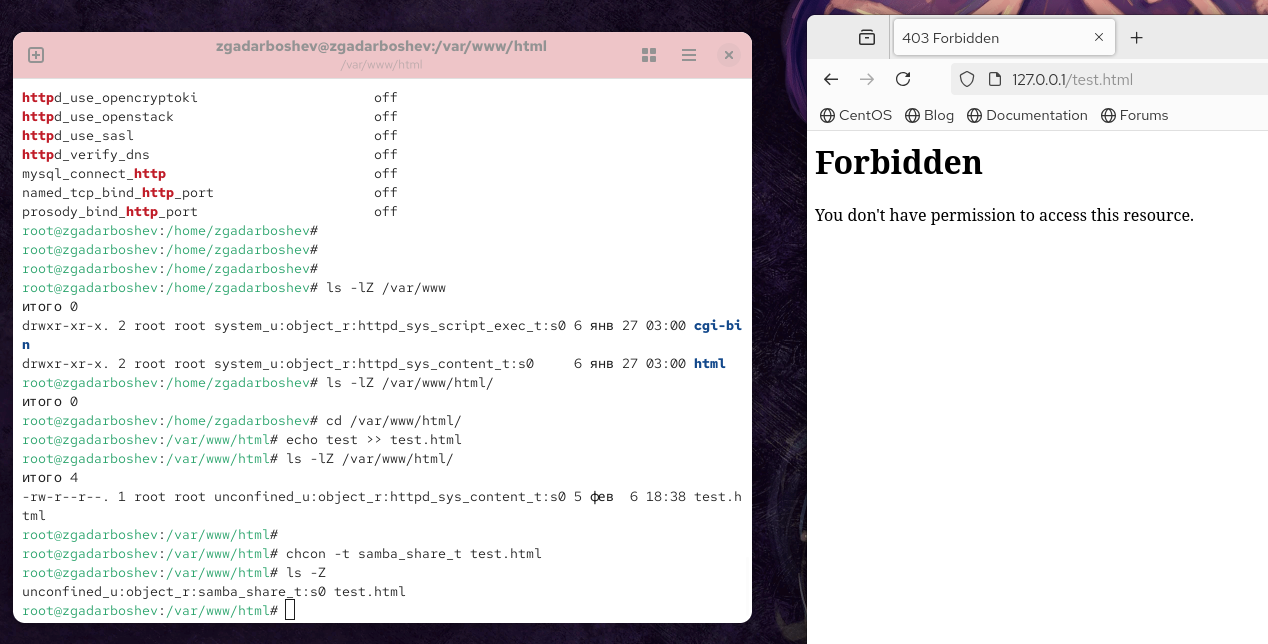 zgadarboshev@zgadarboshev:/var/www/html
/var/www/html
httpd_use_opencryptoki                      off
httpd_use_openstack                         off
httpd_use_sasl                              off
httpd_verify_dns                            off
mysql_connect_http                          off
named_tcp_bind_http_port                    off
prosody_bind_http_port                      off
root@zgadarboshev:/home/zgadarboshev#
root@zgadarboshev:/home/zgadarboshev#
root@zgadarboshev:/home/zgadarboshev#
root@zgadarboshev:/home/zgadarboshev# ls -lZ /var/www
итого 0
drwxr-xr-x. 2 root root system_u:object_r:httpd_sys_script_exec_t:s0 6 янв 27 03:00 cgi-bi
n
drwxr-xr-x. 2 root root system_u:object_r:httpd_sys_content_t:s0     6 янв 27 03:00 html
root@zgadarboshev:/home/zgadarboshev# ls -lZ /var/www/html/
итого 0
root@zgadarboshev:/home/zgadarboshev# cd /var/www/html/
root@zgadarboshev:/var/www/html# echo test >> test.html
root@zgadarboshev:/var/www/html# ls -lZ /var/www/html/
итого 4
-rw-r--r--. 1 root root unconfined_u:object_r:httpd_sys_content_t:s0 5 фев  6 18:38 test.h
tml
root@zgadarboshev:/var/www/html#
root@zgadarboshev:/var/www/html# chcon -t samba_share_t test.html
root@zgadarboshev:/var/www/html# ls -Z
unconfined_u:object_r:samba_share_t:s0 test.html
root@zgadarboshev:/var/www/html#
403 Forbidden
127.0.0.1/test.html
CentOS Blog Documentation Forums
Forbidden
You don't have permission to access this resource.